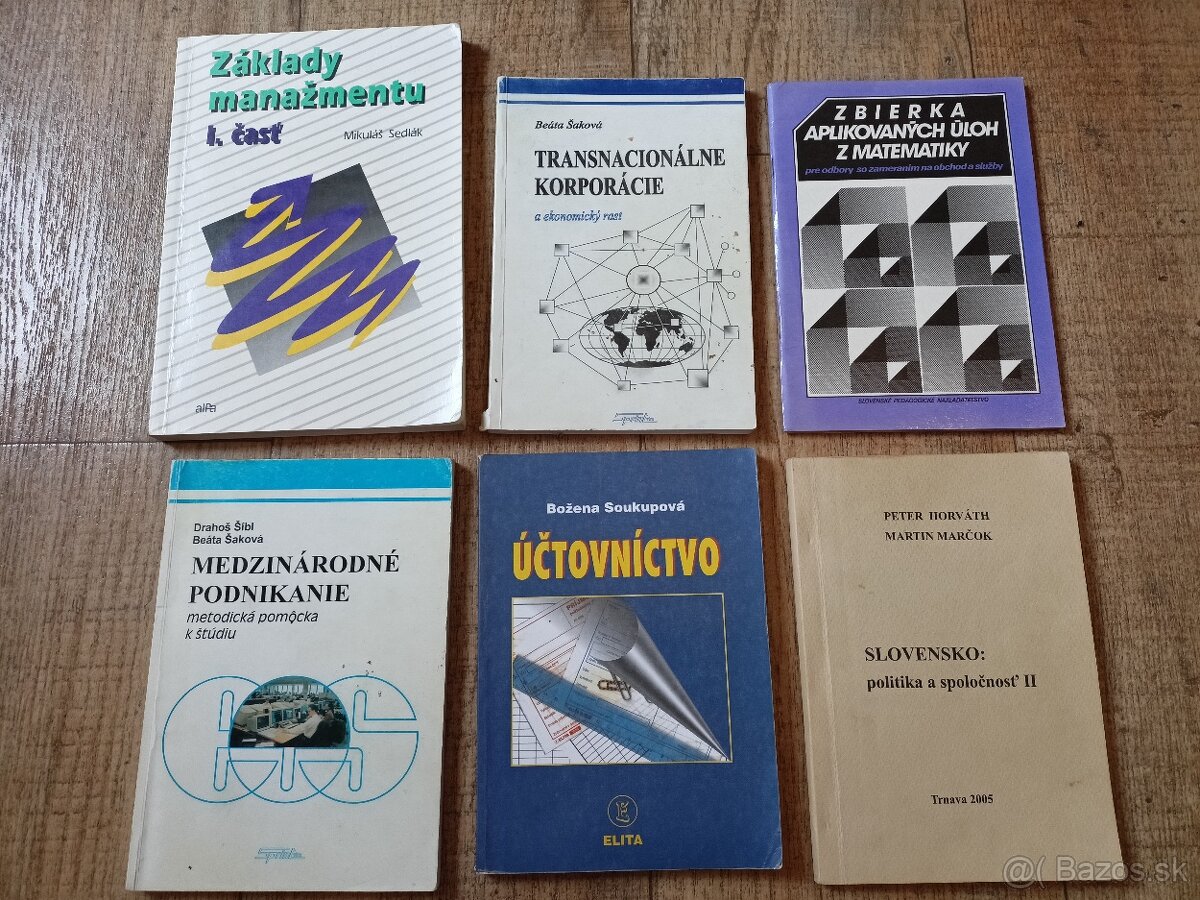 Základy
manažmentu
I. časť
Mikuláš Sedlák
alfa
Beáta Šaková
TRANSNACIONÁLNE
KORPORÁCIE
a ekonomický rast
Sprint
ZBIERKA
APLIKOVANÝCH ÚLOH
Z MATEMATIKY
pre odbory so zameraním na obchod a služby
SLOVENSKÉ PEDAGOGICKÉ NAKLADATEĽSTVO
Drahoš Šíbl
Beáta Šaková
MEDZINÁRODNÉ
PODNIKANIE
metodická pomôcka
k štúdiu
Sprint
Božena Soukupová
ÚČTOVNÍCTVO
ELITA
PETER HORVÁTH
MARTIN MARČOK
SLOVENSKO:
politika a spoločnosť II
Trnava 2005
@( Bazos.sk